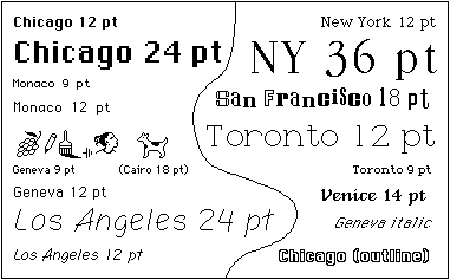 Chicago 12 pt
Chicago 24 pt
Monaco 9 pt
Monaco 12 pt
Geneva 9 pt (Cairo 18 pt)
Geneva 12 pt
Los Angeles 24 pt
Los Angeles 12 pt
New York 12 pt
NY 36 pt
San Francisco 18 pt
Toronto 12 pt
Toronto 9 pt
Venice 14 pt
Geneva italic
Chicago (outline)